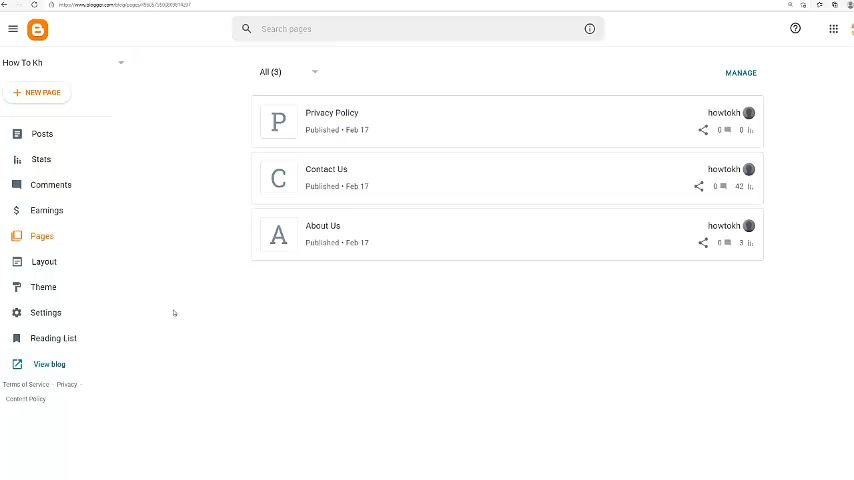 Search pages
How To Kh
All (3)
MANAGE
NEW PAGE
Posts
Stats
Comments
Earnings
Pages
Layout
Theme
Settings
Reading List
View blog
Terms of Service · Privacy ·
Content Policy
P
Privacy Policy
howtokh
Published • Feb 17
0 0
C
Contact Us
howtokh
Published • Feb 17
0 42
A
About Us
howtokh
Published • Feb 17
0 3